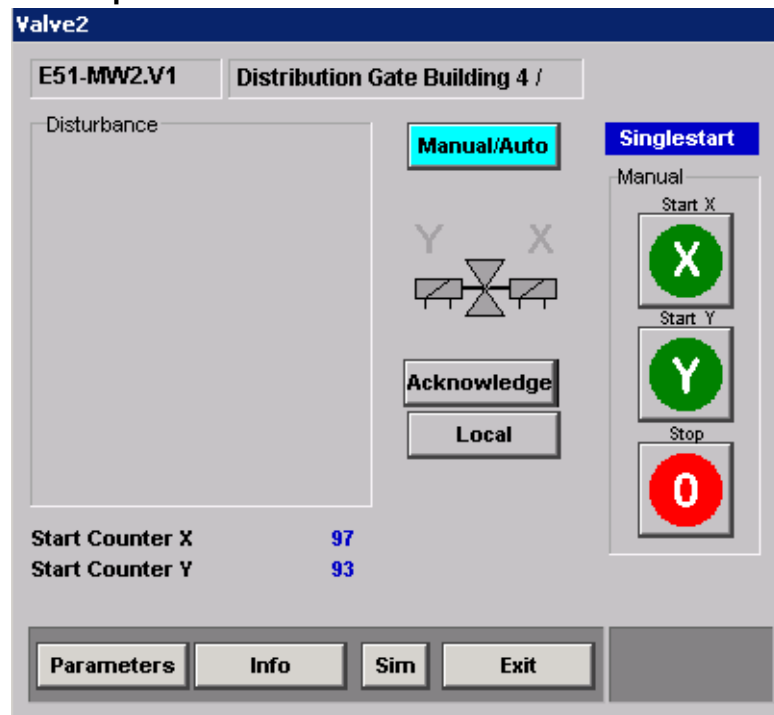 Valve2
E51-MW2.V1
Distribution Gate Building 4 /
Disturbance
Manual/Auto
Singlestart
Manual
Start X
X
Y X
Start Y
Y
Acknowledge
Local
Stop
0
Start Counter X 97
Start Counter Y 93
Parameters Info Sim Exit